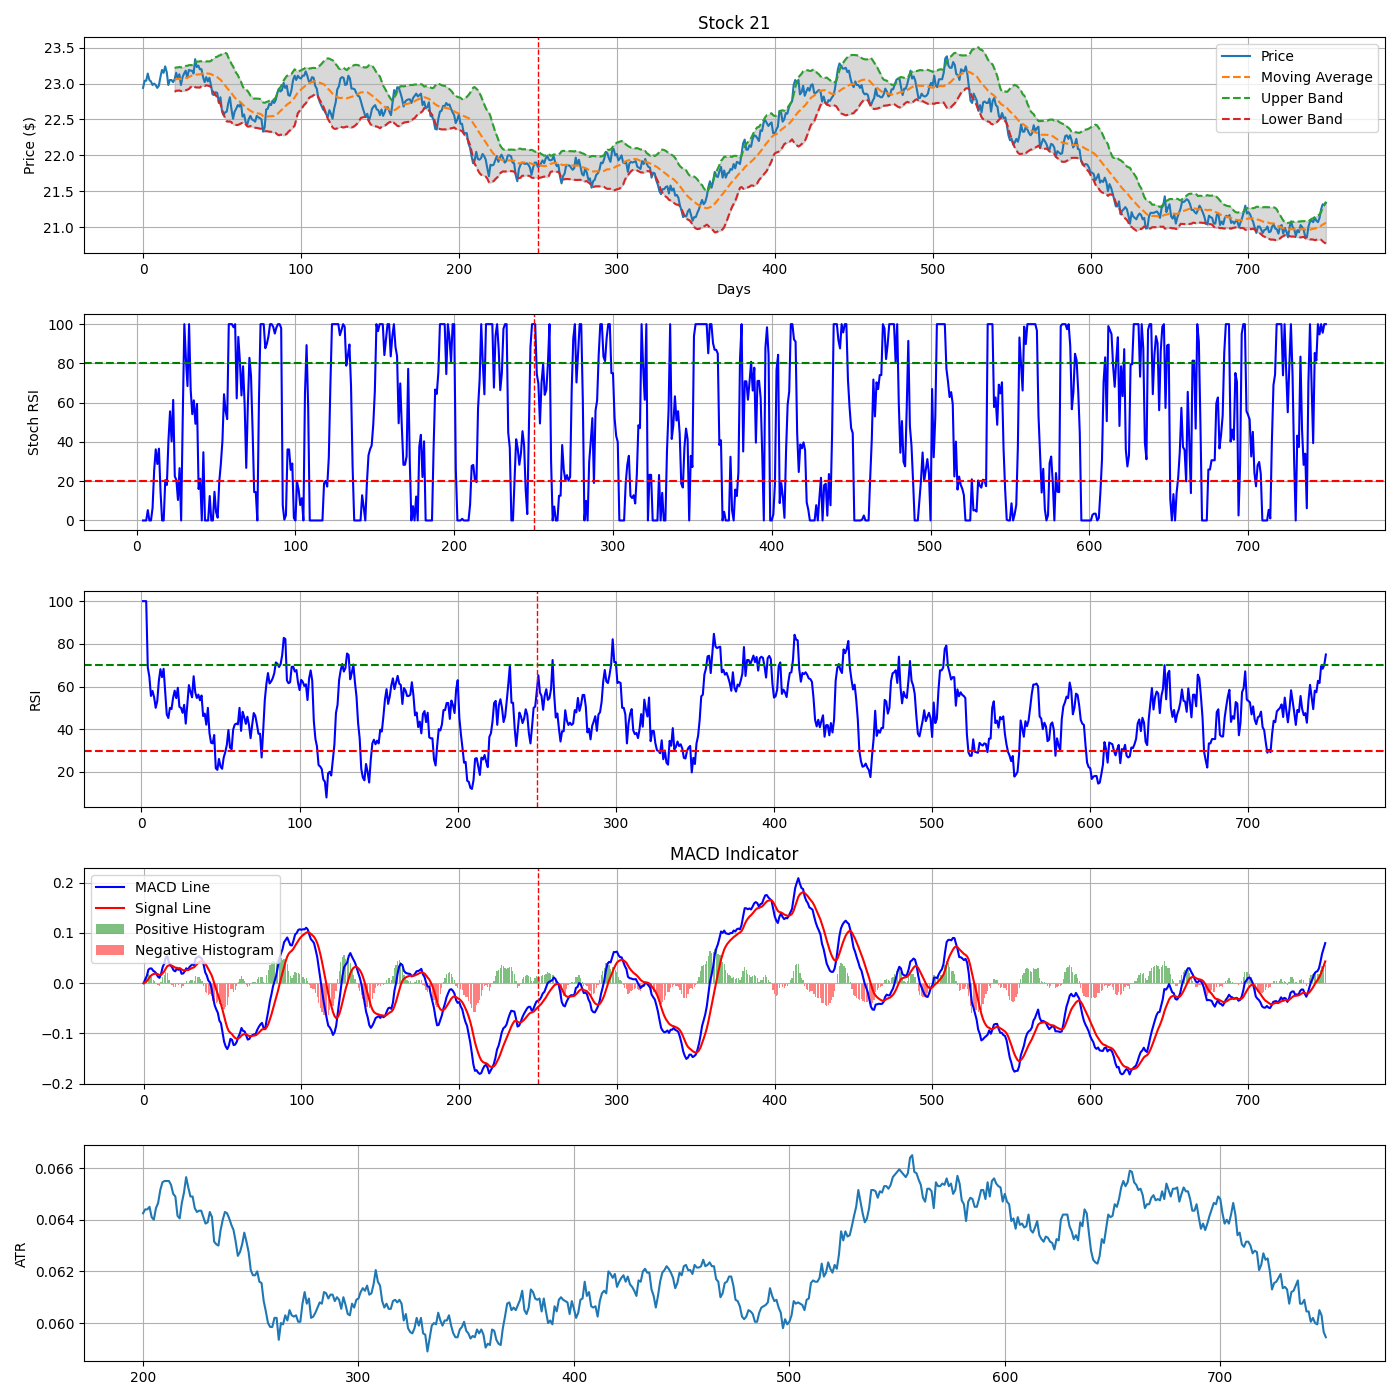 Stock 21
Price ($)
23.5
23.0
22.5
22.0
21.5
21.0
Price
Moving Average
Upper Band
Lower Band
0 100 200 300 400 500 600 700
Days
Stoch RSI
100
80
60
40
20
0
0 100 200 300 400 500 600 700
RSI
100
80
60
40
20
0 100 200 300 400 500 600 700
MACD Indicator
0.2
0.1
0.0
−0.1
−0.2
MACD Line
Signal Line
Positive Histogram
Negative Histogram
0 100 200 300 400 500 600 700
ATR
0.066
0.064
0.062
0.060
200 300 400 500 600 700